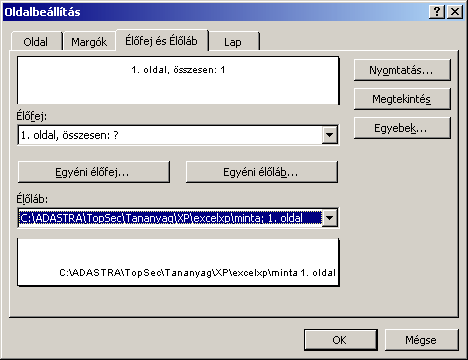 Oldalbeállítás
Oldal
Margók
Élőfej és Élőláb
Lap
1. oldal, összesen: 1
Nyomtatás...
Megtekintés
Egyebek...
Élőfej:
1. oldal, összesen: ?
Egyéni élőfej...
Egyéni élőláb...
Élőláb:
C:\ADASTRA\TopSec\Tananyag\XP\excelxp\minta; 1. oldal
C:\ADASTRA\TopSec\Tananyag\XP\excelxp\minta 1. oldal
OK
Mégse